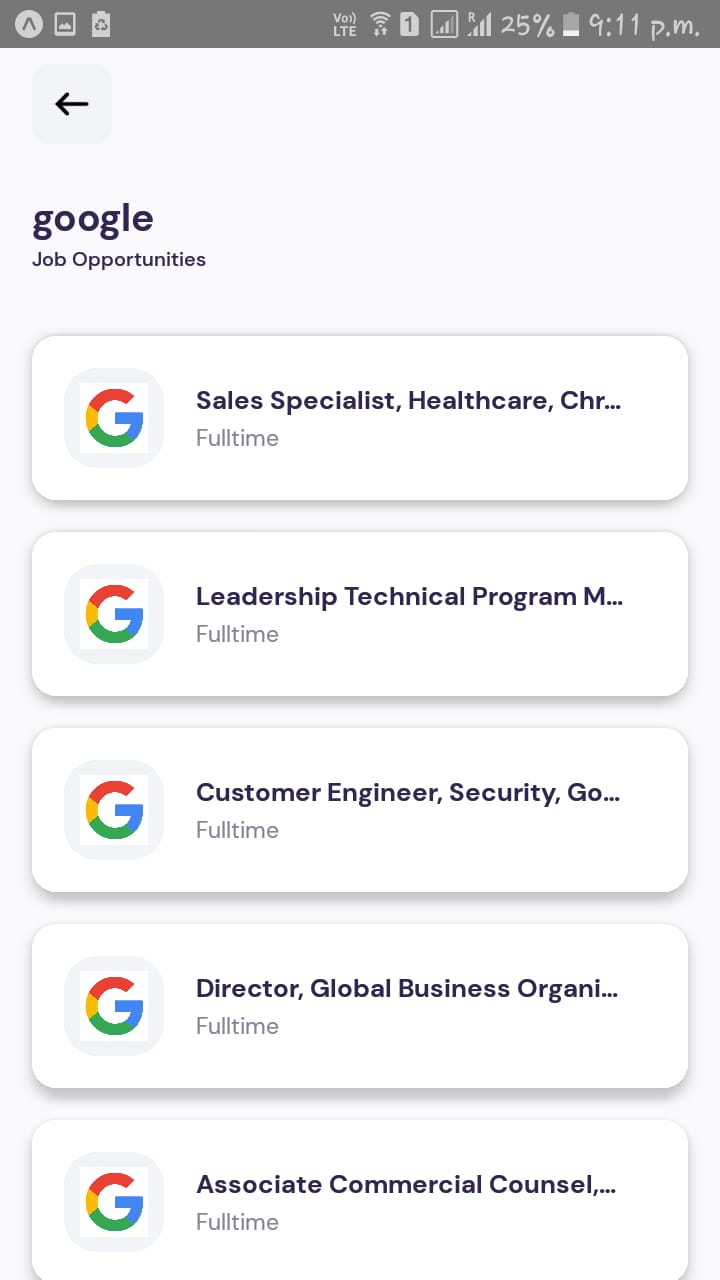 Vo)) LTE 1 R 25% 9:11 p.m.
google
Job Opportunities
Sales Specialist, Healthcare, Chr...
Fulltime
Leadership Technical Program M...
Fulltime
Customer Engineer, Security, Go...
Fulltime
Director, Global Business Organi...
Fulltime
Associate Commercial Counsel,...
Fulltime